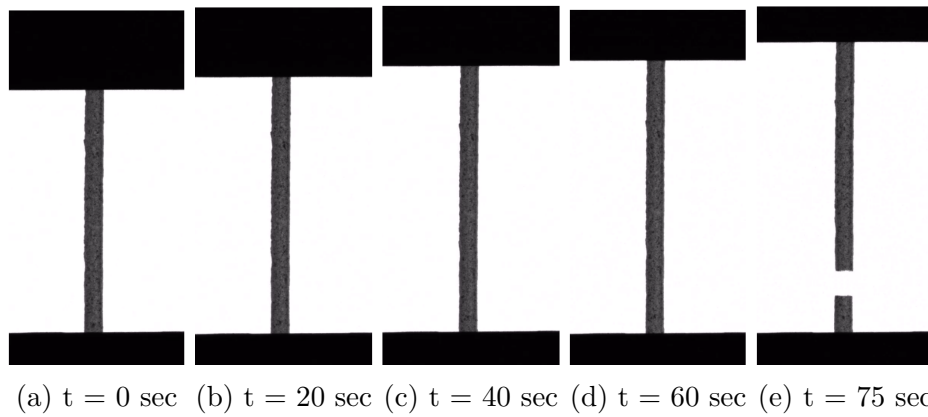 (a) t = 0 sec (b) t = 20 sec (c) t = 40 sec (d) t = 60 sec (e) t = 75 sec